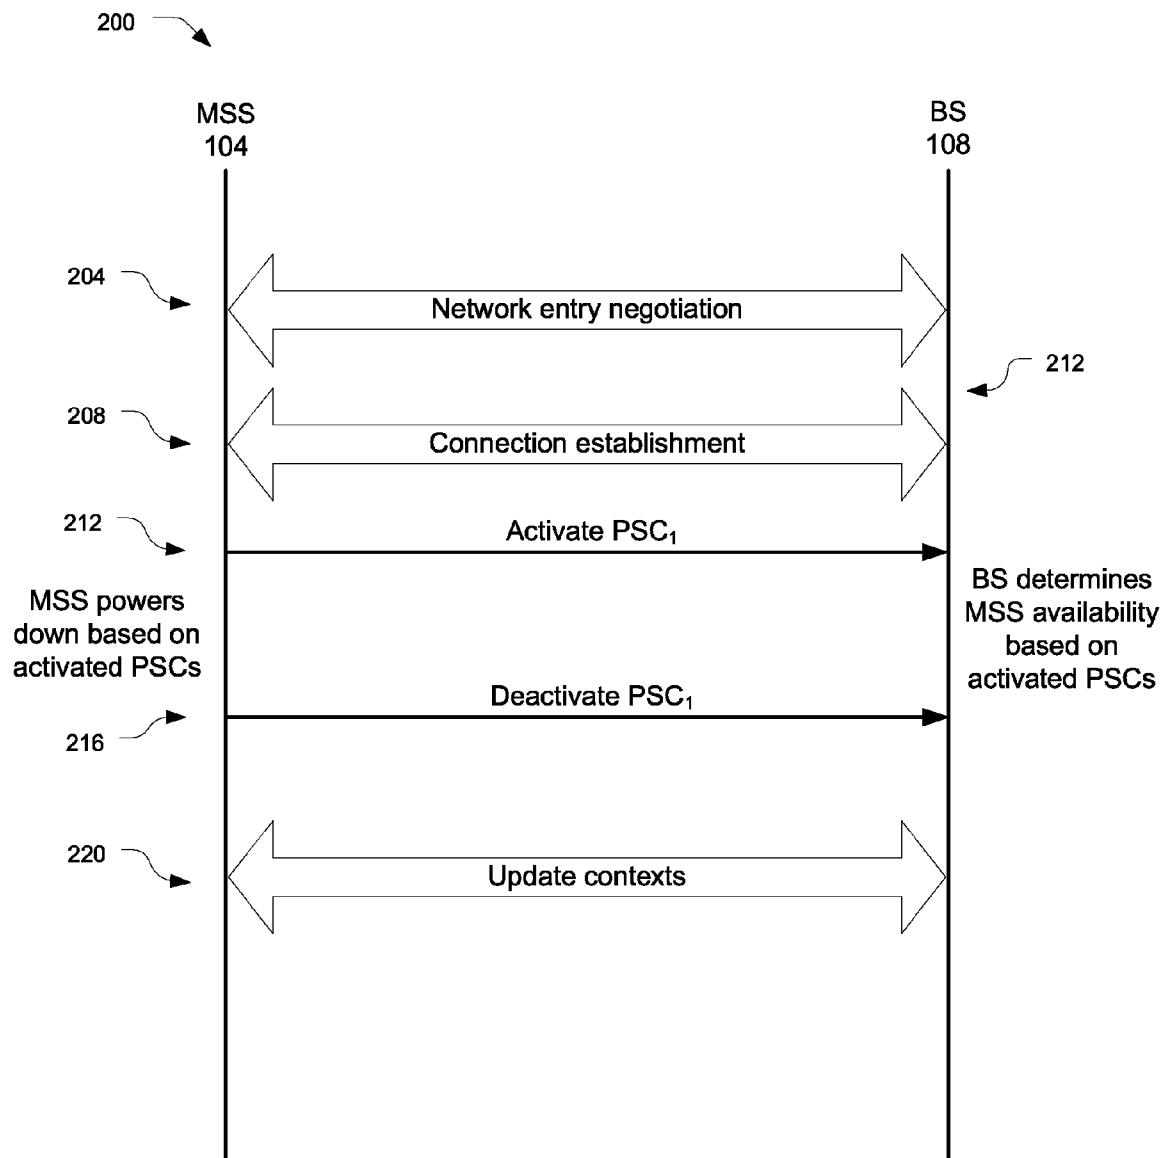 200
MSS
104
BS
108
204
Network entry negotiation
212
208
Connection establishment
212
Activate PSC₁
MSS powers
down based on
activated PSCs
BS determines
MSS availability
based on
activated PSCs
Deactivate PSC₁
216
220
Update contexts